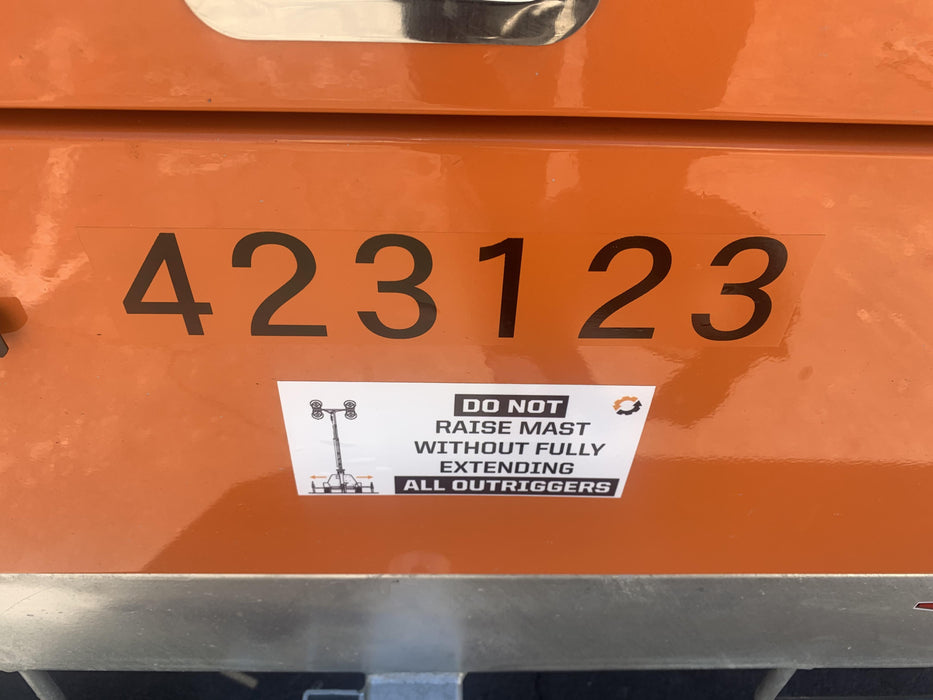 423123
DO NOT
RAISE MAST
WITHOUT FULLY
EXTENDING
ALL OUTRIGGERS